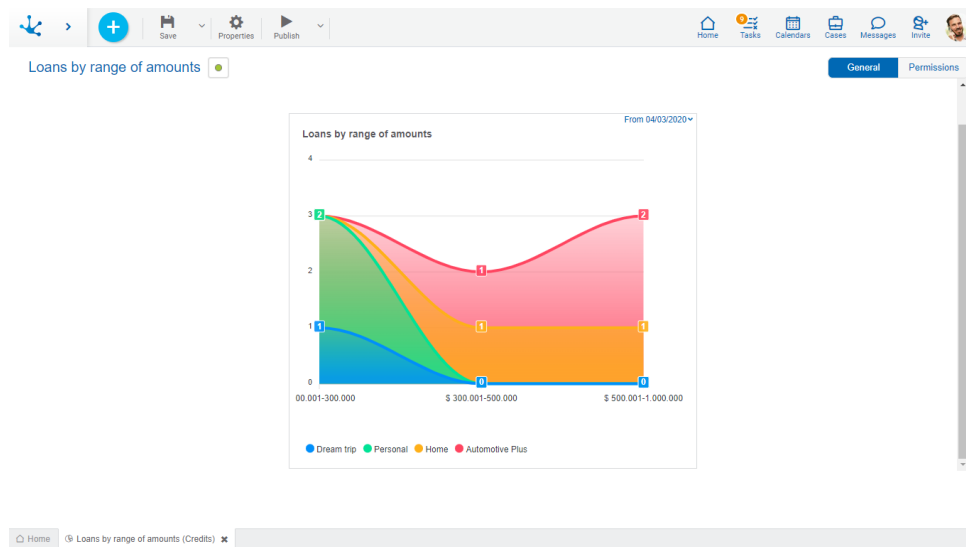 Save
Properties
Publish
Home
9
Tasks
Calendars
Cases
Messages
Invite
Loans by range of amounts
General
Permissions
From 04/03/2020
Loans by range of amounts
4
3 2 2
2 1
1 1 1 1
0 0 0
00.001-300.000 $ 300.001-500.000 $ 500.001-1.000.000
Dream trip Personal Home Automotive Plus
Home Loans by range of amounts (Credits)